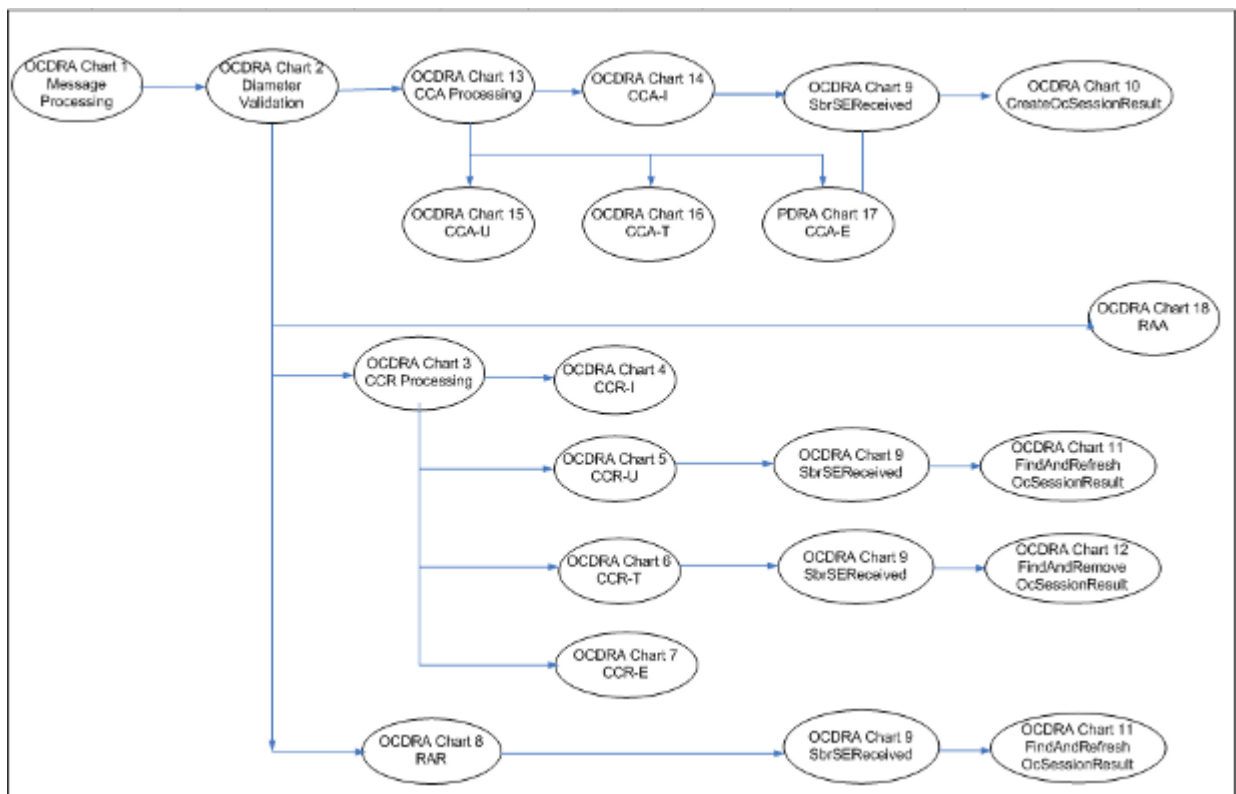 OCDRA Chart 1
Message
Processing
OCDRA Chart 2
Diameter
Validation
OCDRA Chart 13
CCA Processing
OCDRA Chart 14
CCA-I
OCDRA Chart 9
SbrSEReceived
OCDRA Chart 10
CreateOcSessionResult
OCDRA Chart 15
CCA-U
OCDRA Chart 16
CCA-T
PDRA Chart 17
CCA-E
OCDRA Chart 18
RAA
OCDRA Chart 3
CCR Processing
OCDRA Chart 4
CCR-I
OCDRA Chart 5
CCR-U
OCDRA Chart 9
SbrSEReceived
OCDRA Chart 11
FindAndRefresh
OcSessionResult
OCDRA Chart 6
CCR-T
OCDRA Chart 9
SbrSEReceived
OCDRA Chart 12
FindAndRemove
OcSessionResult
OCDRA Chart 7
CCR-E
OCDRA Chart 8
RAR
OCDRA Chart 9
SbrSEReceived
OCDRA Chart 11
FindAndRefresh
OcSessionResult